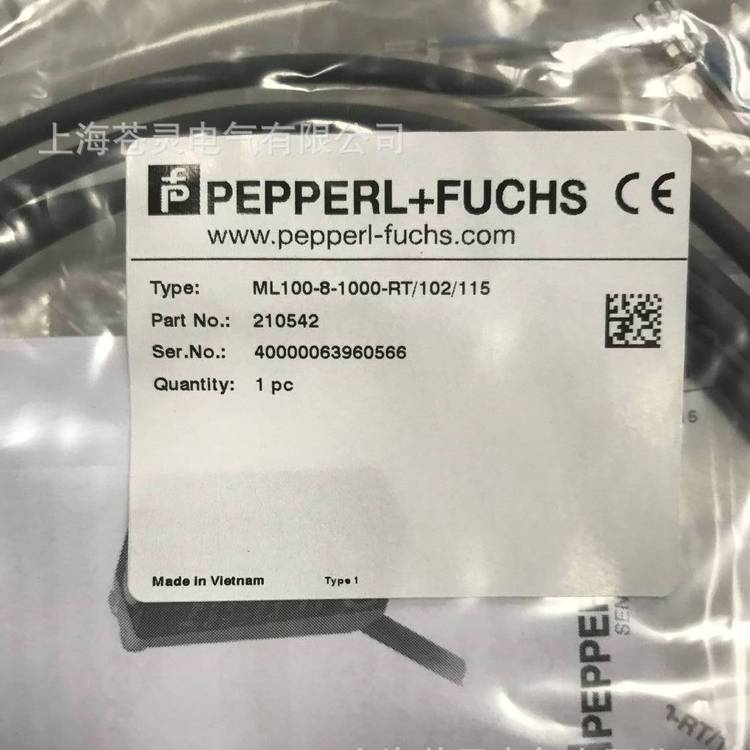 上海苍灵电气有限公司
PEPPERL+FUCHS CE
www.pepperl-fuchs.com
Type: ML100-8-1000-RT/102/115
Part No.: 210542
Ser.No.: 40000063960566
Quantity: 1 pc
Made in Vietnam Type 1
PEPPERL